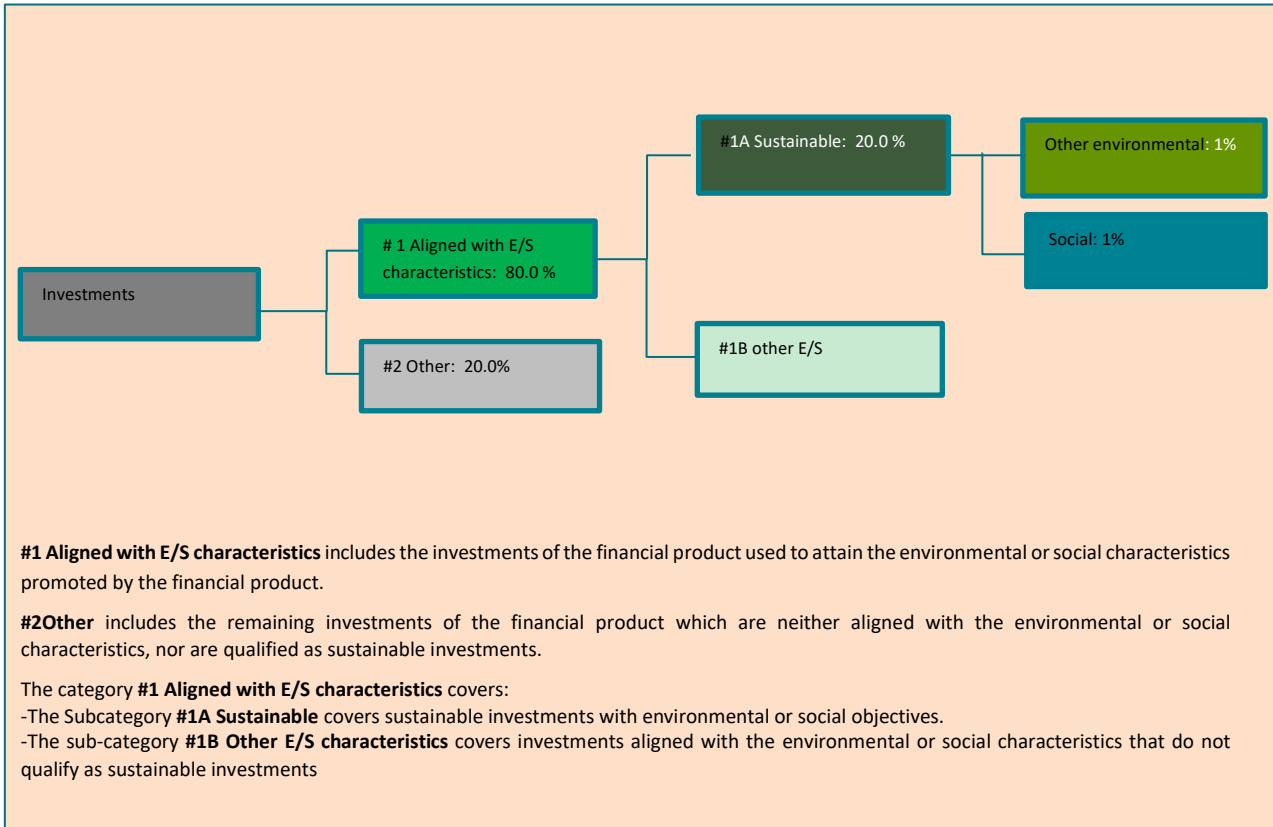 #1A Sustainable: 20.0 %
Other environmental: 1%
# 1 Aligned with E/S
characteristics: 80.0 %
Social: 1%
Investments
#2 Other: 20.0%
#1B other E/S
#1 Aligned with E/S characteristics includes the investments of the financial product used to attain the environmental or social characteristics
promoted by the financial product.
#2Other includes the remaining investments of the financial product which are neither aligned with the environmental or social
characteristics, nor are qualified as sustainable investments.
The category #1 Aligned with E/S characteristics covers:
-The Subcategory #1A Sustainable covers sustainable investments with environmental or social objectives.
-The sub-category #1B Other E/S characteristics covers investments aligned with the environmental or social characteristics that do not
qualify as sustainable investments